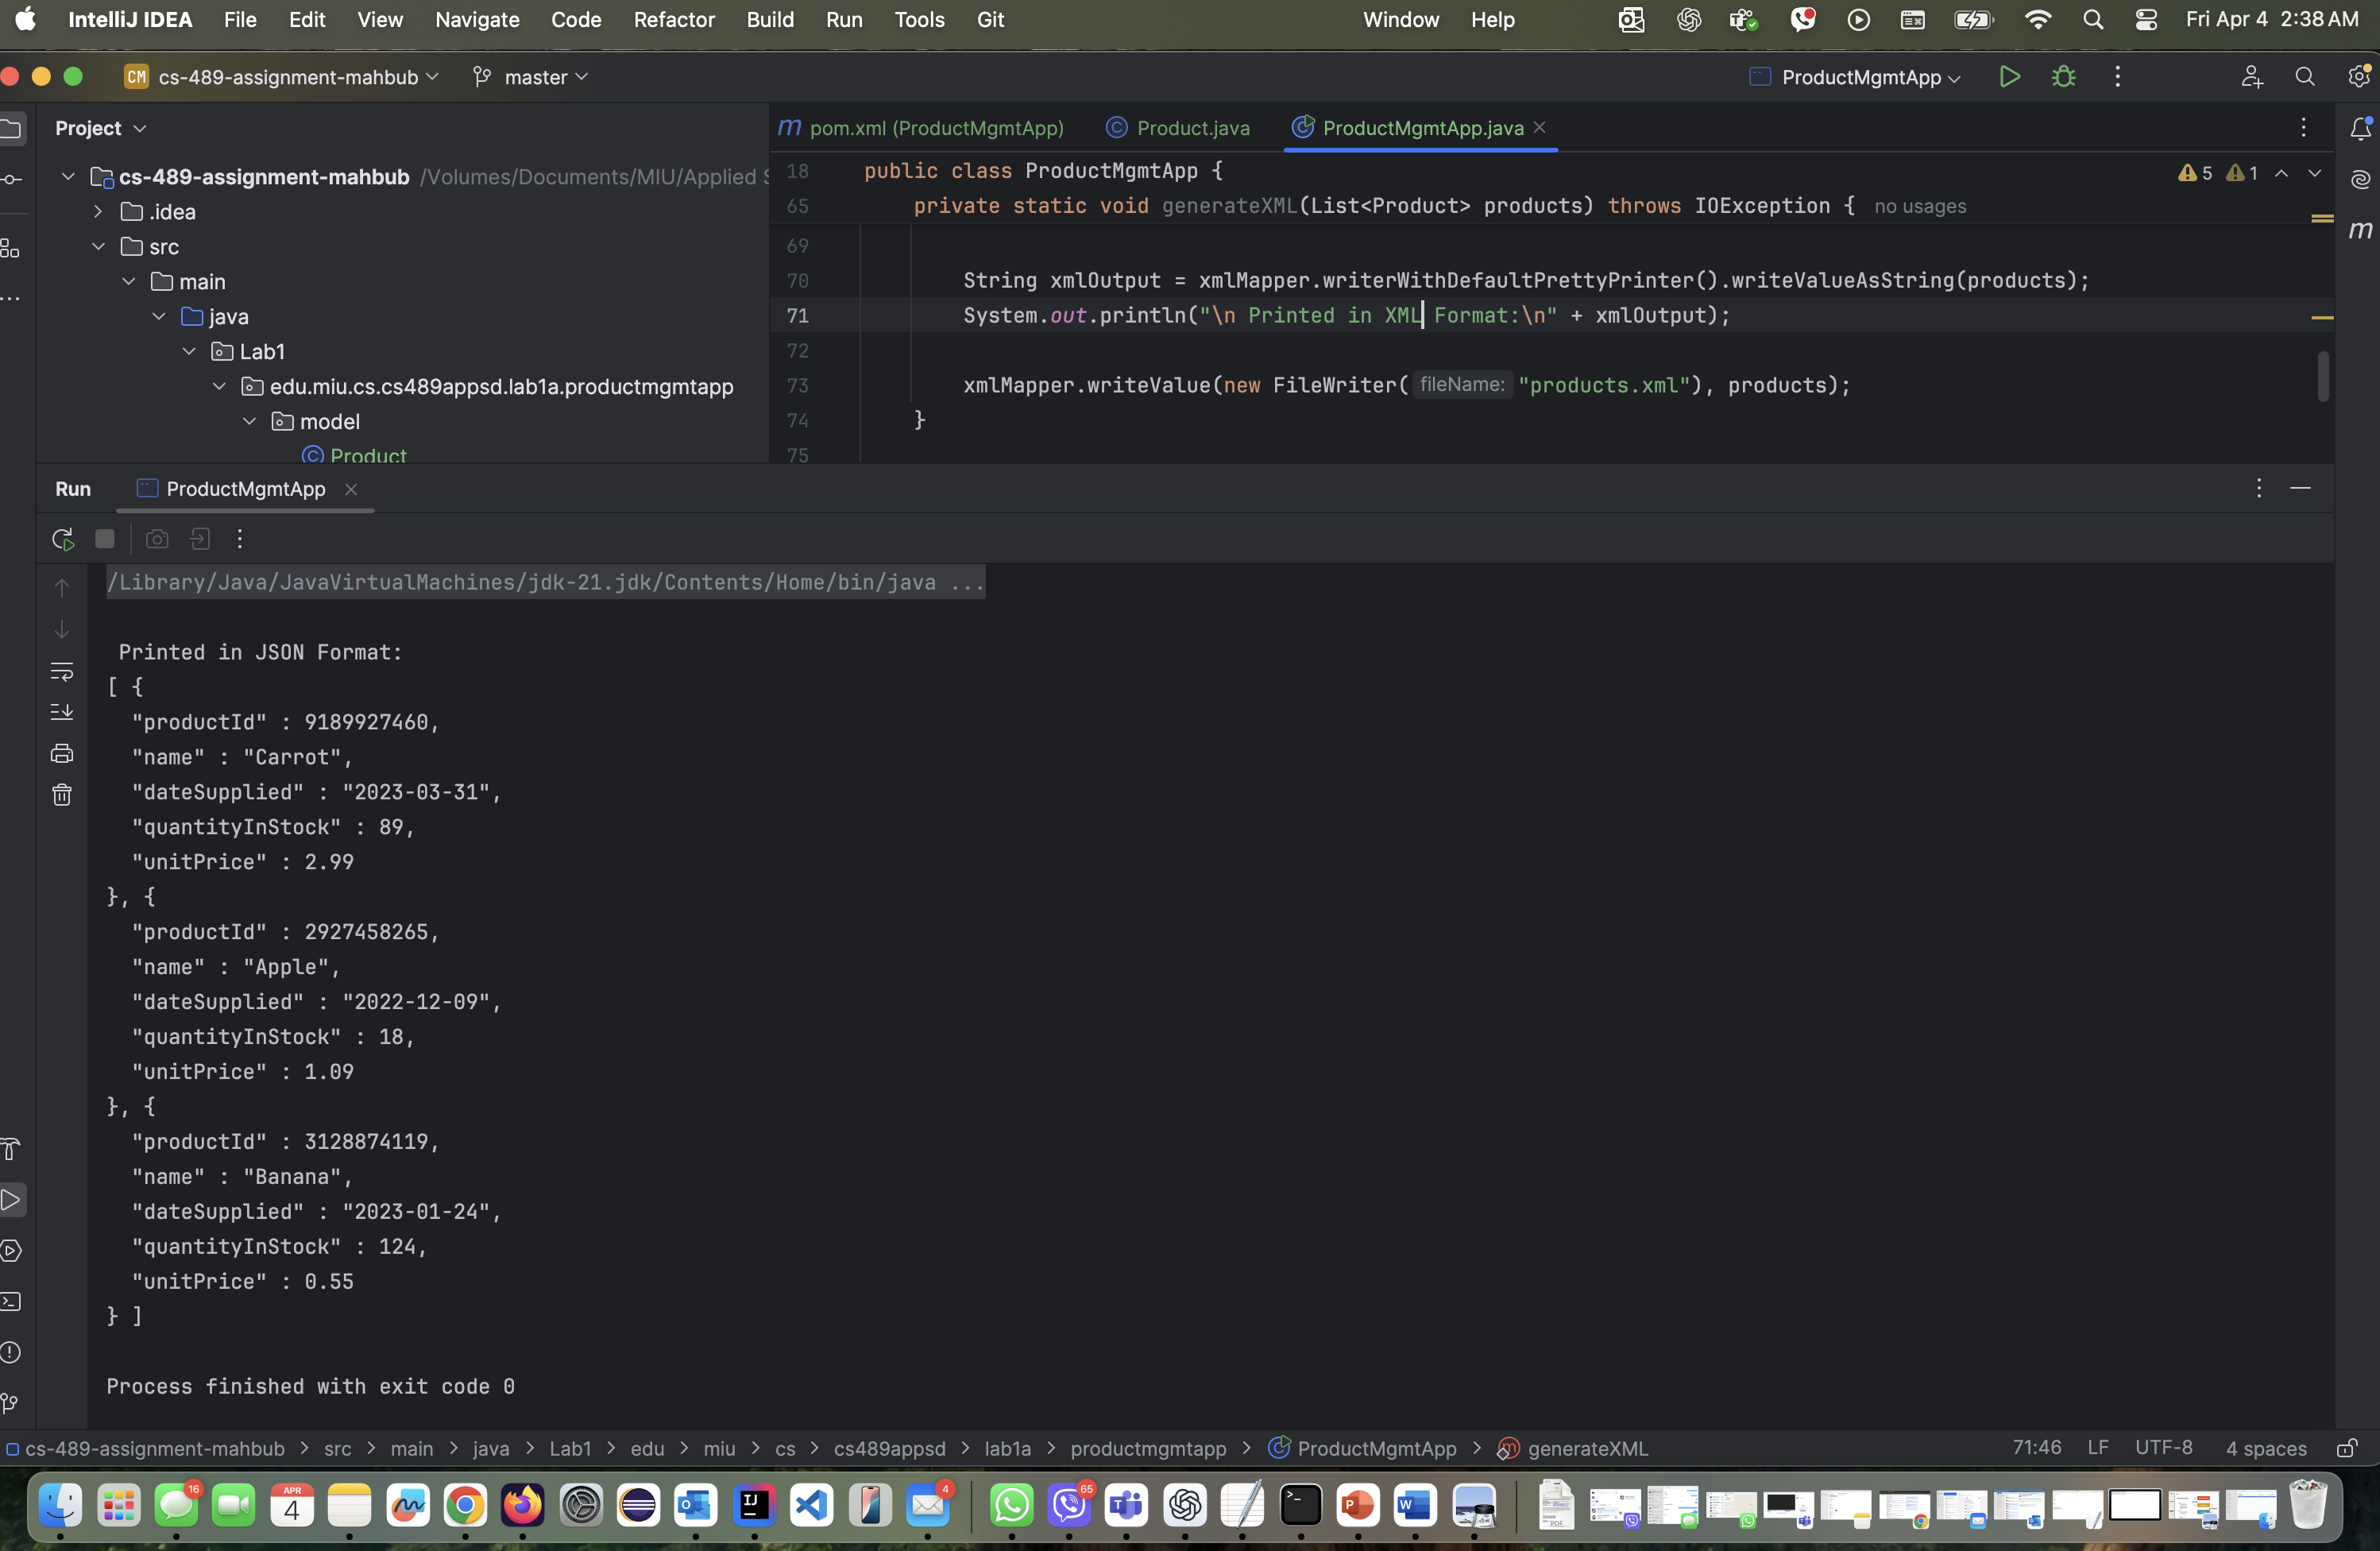 IntelliJ IDEA File Edit View Navigate Code Refactor Build Run Tools Git Window Help Fri Apr 4 2:38 AM
CM cs-489-assignment-mahbub master ProductMgmtApp
Project
pom.xml (ProductMgmtApp) Product.java ProductMgmtApp.java
cs-489-assignment-mahbub /Volumes/Documents/MIU/Applied S
.idea
src
main
java
Lab1
edu.miu.cs.cs489appsd.lab1a.productmgmtapp
model
Product
18 public class ProductMgmtApp {
5 1
65 private static void generateXML(List<Product> products) throws IOException { no usages
69
70 String xmlOutput = xmlMapper.writerWithDefaultPrettyPrinter().writeValueAsString(products);
71 System.out.println("\n Printed in XML Format:\n" + xmlOutput);
72
73 xmlMapper.writeValue(new FileWriter( fileName: "products.xml"), products);
74 }
75
Run ProductMgmtApp
/Library/Java/JavaVirtualMachines/jdk-21.jdk/Contents/Home/bin/java ...
Printed in JSON Format:
[ {
"productId" : 9189927460,
"name" : "Carrot",
"dateSupplied" : "2023-03-31",
"quantityInStock" : 89,
"unitPrice" : 2.99
}, {
"productId" : 2927458265,
"name" : "Apple",
"dateSupplied" : "2022-12-09",
"quantityInStock" : 18,
"unitPrice" : 1.09
}, {
"productId" : 3128874119,
"name" : "Banana",
"dateSupplied" : "2023-01-24",
"quantityInStock" : 124,
"unitPrice" : 0.55
} ]
Process finished with exit code 0
cs-489-assignment-mahbub > src > main > java > Lab1 > edu > miu > cs > cs489appsd > lab1a > productmgmtapp > ProductMgmtApp > generateXML 71:46 LF UTF-8 4 spaces
16 APR 4 IJ 4 65